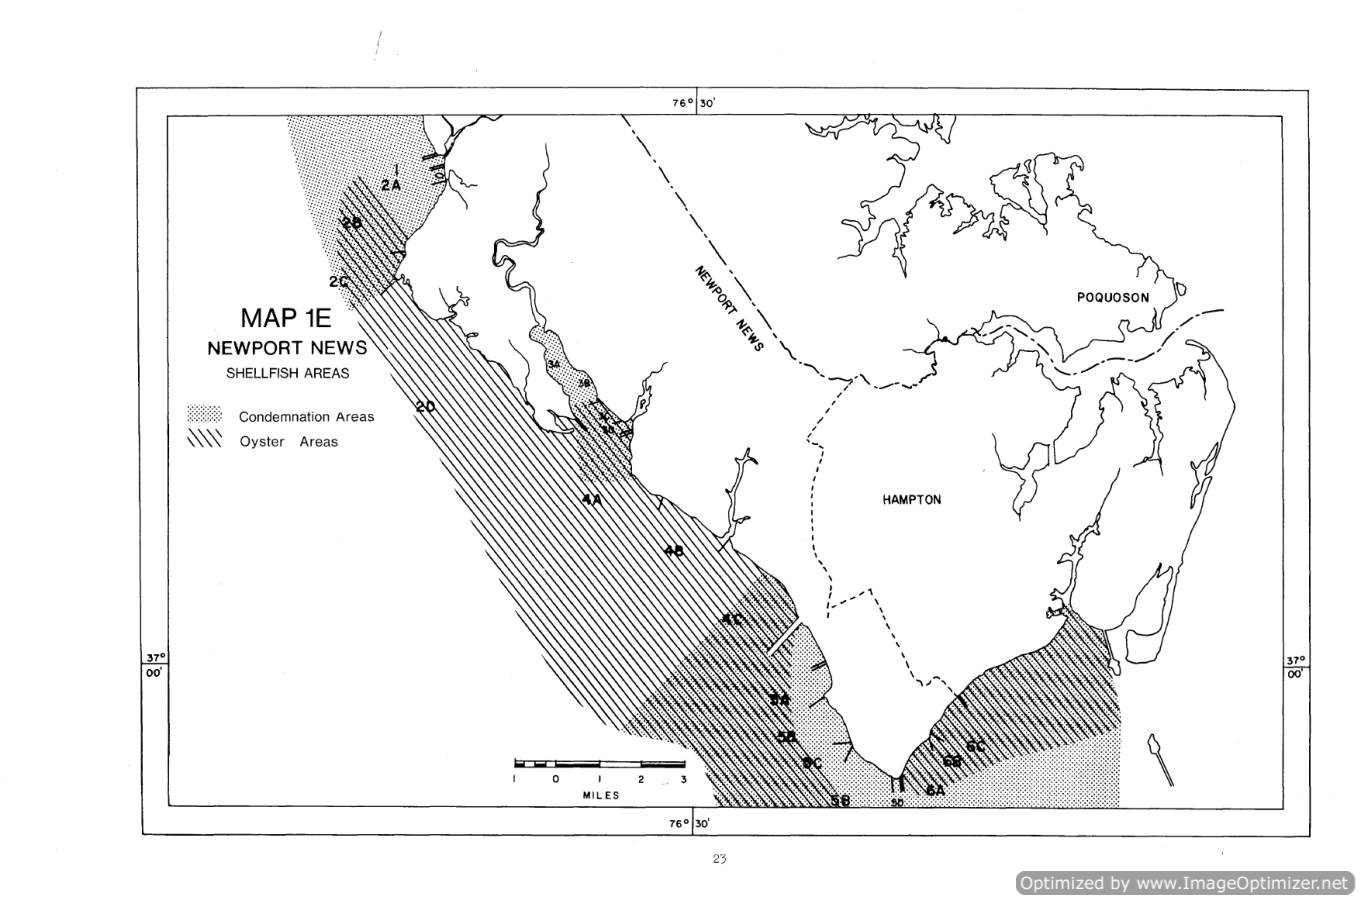 76° 30'
1
2A
2B
2C
MAP 1E
NEWPORT NEWS
SHELLFISH AREAS
Condemnation Areas
Oyster Areas
NEWPORT NEWS
POQUOSON
HAMPTON
2D
3A
3B
3C
3D
4A
4B
4C
5A
5B
5C
5B
5D
6A
6B
6C
37°
00'
37°
00'
1 0 1 2 3
MILES
76° 30'
23
Optimized by www.ImageOptimizer.net